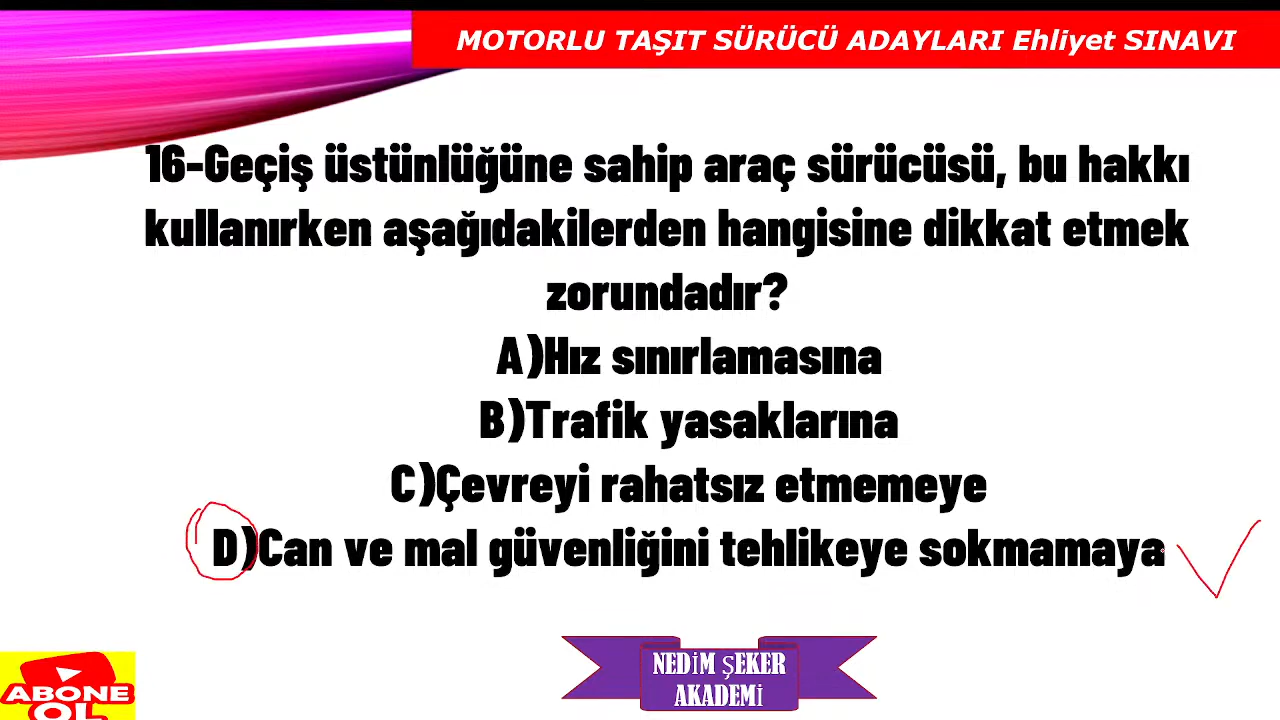 MOTORLU TAŞIT SÜRÜCÜ ADAYLARI Ehliyet SINAVI
16-Geçiş üstünlüğüne sahip araç sürücüsü, bu hakkı
kullanırken aşağıdakilerden hangisine dikkat etmek
zorundadır?
A)Hız sınırlamasına
B)Trafik yasaklarına
C)Çevreyi rahatsız etmemeye
D)Can ve mal güvenliğini tehlikeye sokmamaya
NEDİM ŞEKER
AKADEMİ
ABONE
OL